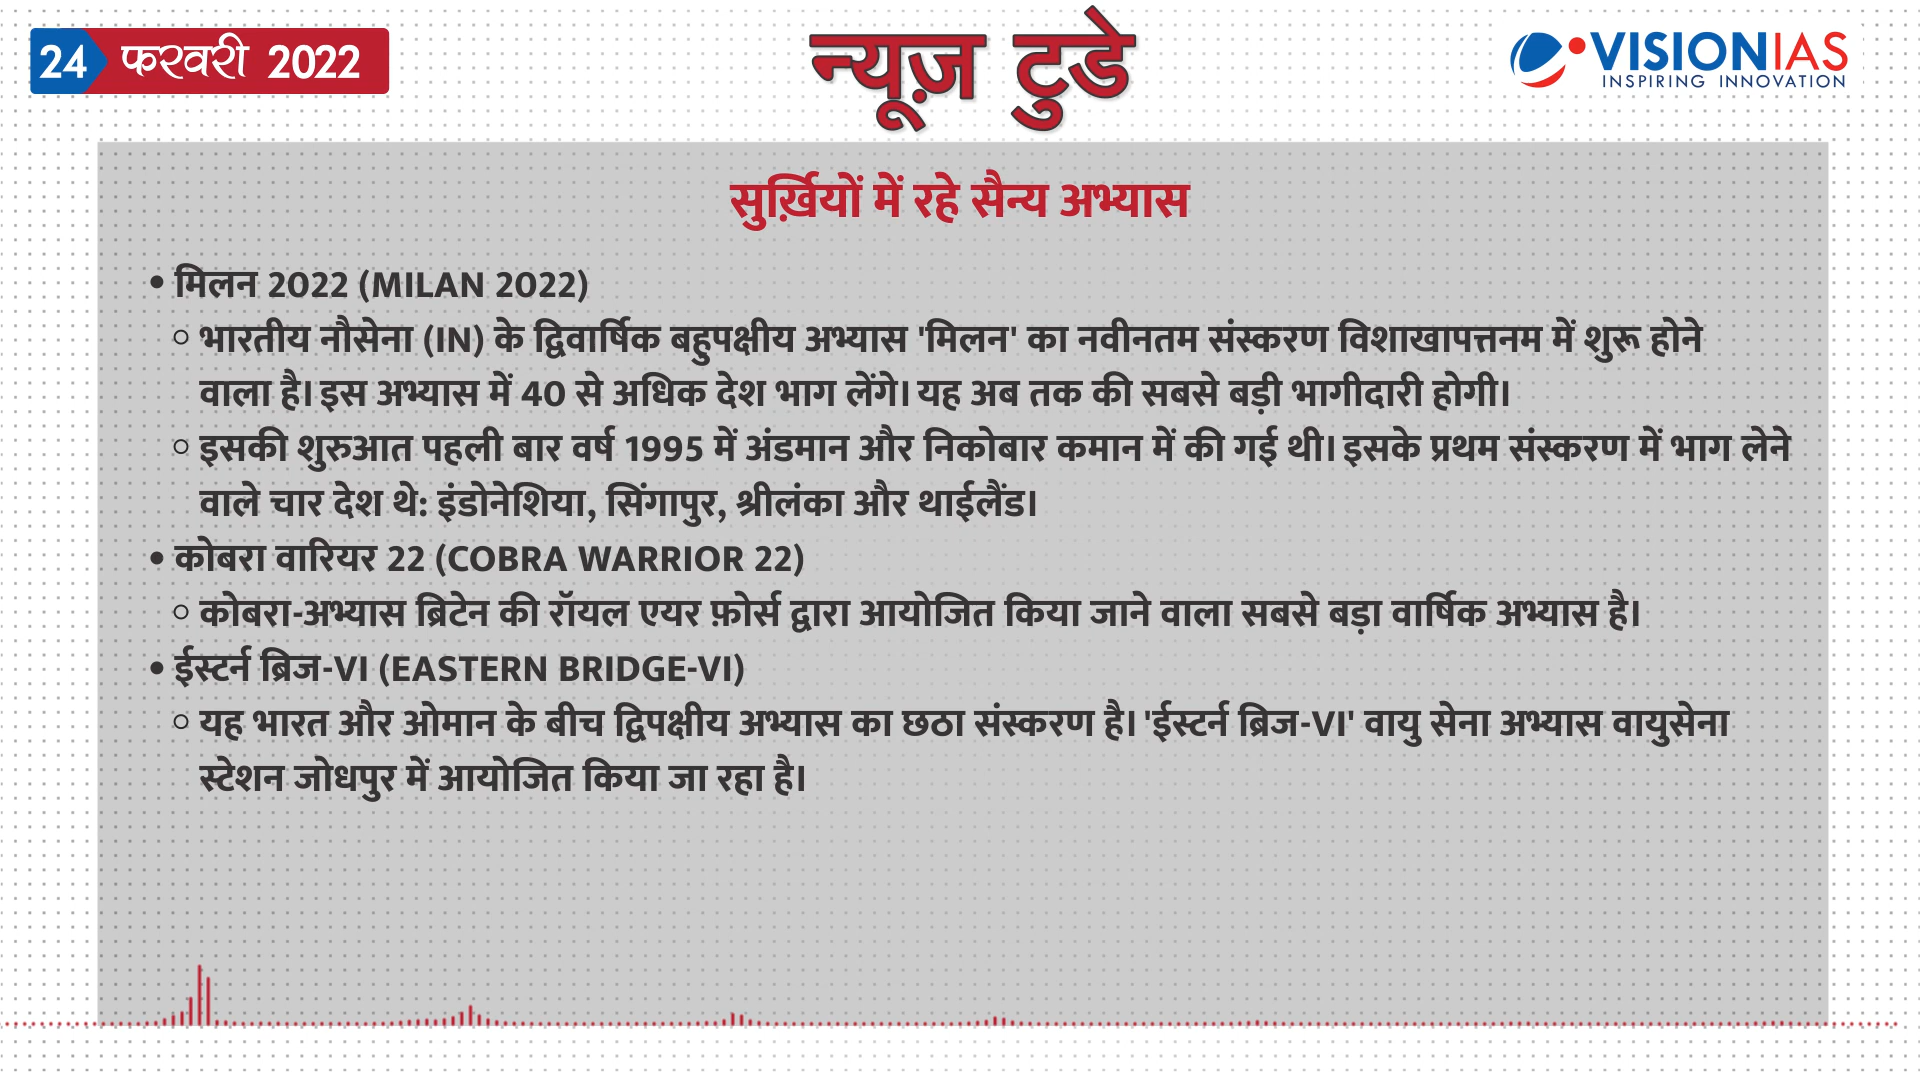 24 फरवरी 2022
न्यूज़ टुडे
VISIONIAS
INSPIRING INNOVATION
सुर्ख़ियों में रहे सैन्य अभ्यास
• मिलन 2022 (MILAN 2022)
○ भारतीय नौसेना (IN) के द्विवार्षिक बहुपक्षीय अभ्यास 'मिलन' का नवीनतम संस्करण विशाखापत्तनम में शुरू होने
वाला है। इस अभ्यास में 40 से अधिक देश भाग लेंगे। यह अब तक की सबसे बड़ी भागीदारी होगी।
○ इसकी शुरुआत पहली बार वर्ष 1995 में अंडमान और निकोबार कमान में की गई थी। इसके प्रथम संस्करण में भाग लेने
वाले चार देश थे: इंडोनेशिया, सिंगापुर, श्रीलंका और थाईलैंड।
• कोबरा वारियर 22 (COBRA WARRIOR 22)
○ कोबरा-अभ्यास ब्रिटेन की रॉयल एयर फ़ोर्स द्वारा आयोजित किया जाने वाला सबसे बड़ा वार्षिक अभ्यास है।
• ईस्टर्न ब्रिज-VI (EASTERN BRIDGE-VI)
○ यह भारत और ओमान के बीच द्विपक्षीय अभ्यास का छठा संस्करण है। 'ईस्टर्न ब्रिज-VI' वायु सेना अभ्यास वायुसेना
स्टेशन जोधपुर में आयोजित किया जा रहा है।